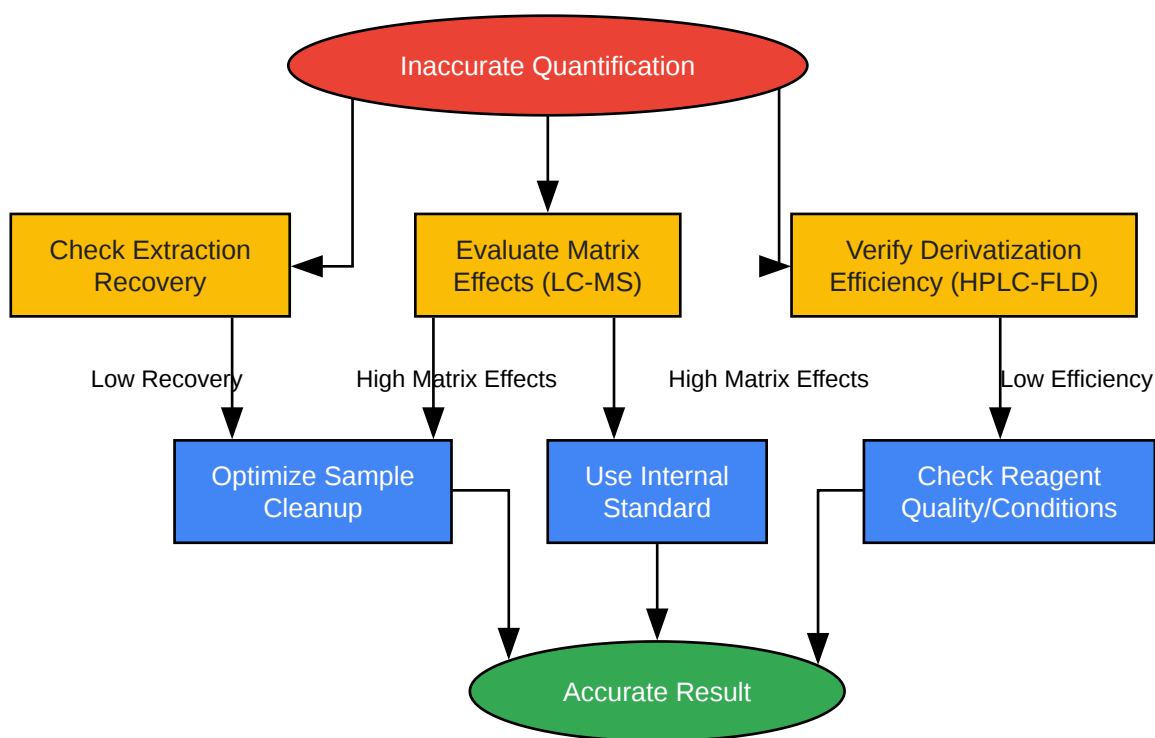 Inaccurate Quantification
Check Extraction
Recovery
Evaluate Matrix
Effects (LC-MS)
Verify Derivatization
Efficiency (HPLC-FLD)
Low Recovery
High Matrix Effects
High Matrix Effects
Low Efficiency
Optimize Sample
Cleanup
Use Internal
Standard
Check Reagent
Quality/Conditions
Accurate Result